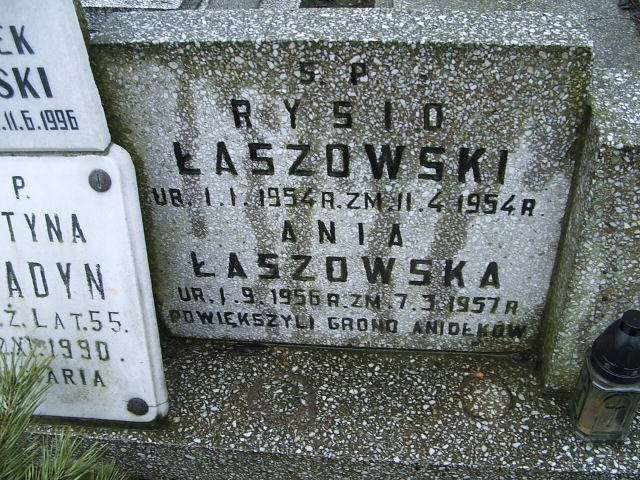 EK
SKI
11.6.1996
P.
TYNA
ADYN
Ż. LAT 55.
1990.
ARIA
Ś. P.
RYSIO
ŁASZOWSKI
UR. 1.1.1954 R. ZM. 11.4.1954 R.
ANIA
ŁASZOWSKA
UR. 1.9.1956 R. ZM. 7.3.1957 R
POWIĘKSZYLI GRONO ANIOŁKÓW